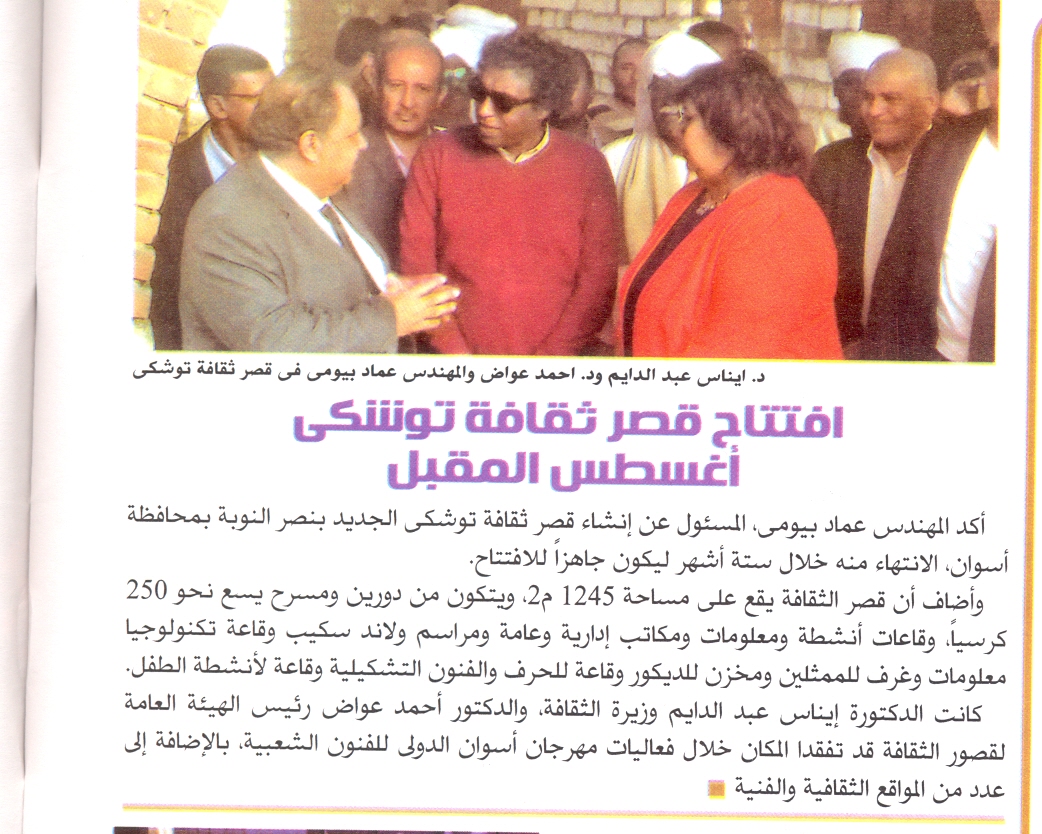 د. ايناس عبد الدايم ود. احمد عواض والمهندس عماد بيومى فى قصر ثقافة توشكى
افتتاح قصر ثقافة توشكى
أغسطس المقبل
أكد المهندس عماد بيومى، المسئول عن إنشاء قصر ثقافة توشكى الجديد بنصر النوبة بمحافظة
أسوان، الانتهاء منه خلال ستة أشهر ليكون جاهزاً للافتتاح.
وأضاف أن قصر الثقافة يقع على مساحة 1245 م2، ويتكون من دورين ومسرح يسع نحو 250
كرسياً، وقاعات أنشطة ومعلومات ومكاتب إدارية وعامة ومراسم ولاند سكيب وقاعة تكنولوجيا
معلومات وغرف للممثلين ومخزن للديكور وقاعة للحرف والفنون التشكيلية وقاعة لأنشطة الطفل.
كانت الدكتورة إيناس عبد الدايم وزيرة الثقافة، والدكتور أحمد عواض رئيس الهيئة العامة
لقصور الثقافة قد تفقدا المكان خلال فعاليات مهرجان أسوان الدولى للفنون الشعبية، بالإضافة إلى
عدد من المواقع الثقافية والفنية